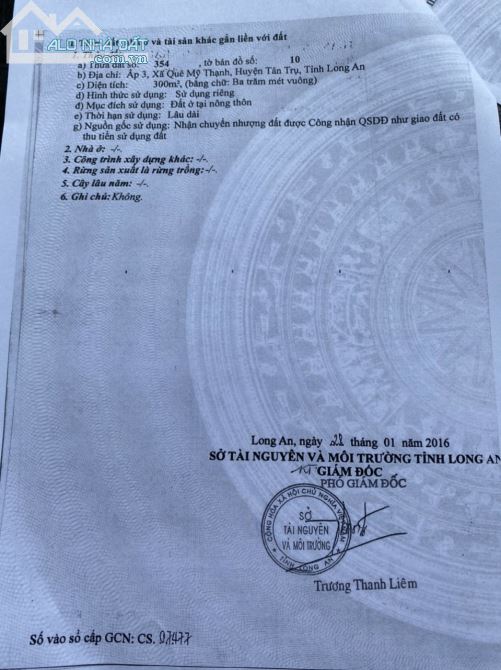 ALO NHÀ ĐẤT
.com.vn
và tài sản khác gắn liền với đất
a) Thửa đất số: 354 , tờ bản đồ số: 10
b) Địa chỉ: Ấp 3, Xã Quê Mỹ Thạnh, Huyện Tân Trụ, Tỉnh Long An
c) Diện tích: 300m², (bằng chữ: Ba trăm mét vuông)
d) Hình thức sử dụng: Sử dụng riêng
đ) Mục đích sử dụng: Đất ở tại nông thôn
e) Thời hạn sử dụng: Lâu dài
g) Nguồn gốc sử dụng: Nhận chuyển nhượng đất được Công nhận QSDĐ như giao đất có
thu tiền sử dụng đất
2. Nhà ở: -/-.
3. Công trình xây dựng khác: -/-.
4. Rừng sản xuất là rừng trồng: -/-.
5. Cây lâu năm: -/-.
6. Ghi chú: Không.
Long An, ngày 22 tháng 01 năm 2016
SỞ TÀI NGUYÊN VÀ MÔI TRƯỜNG TỈNH LONG AN
KT GIÁM ĐỐC
PHÓ GIÁM ĐỐC
CỘNG HÒA XÃ HỘI CHỦ NGHĨA VIỆT NAM
SỞ
TÀI NGUYÊN
VÀ MÔI TRƯỜNG
TỈNH LONG AN
Trương Thanh Liêm
Số vào sổ cấp GCN: CS. 07477